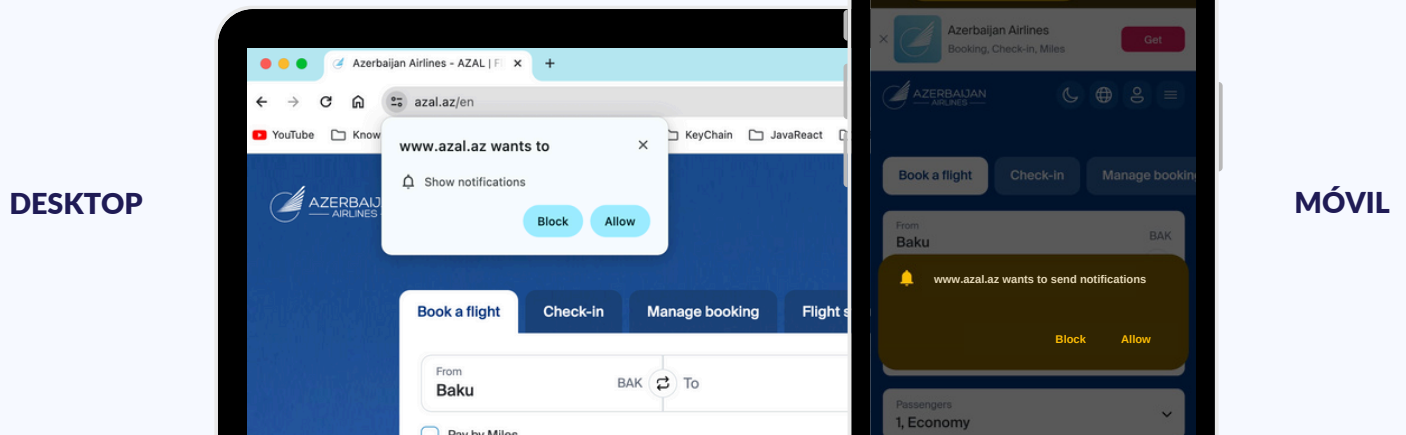 DESKTOP
Azerbaijan Airlines - AZAL | Fl
azal.az/en
YouTube
Know
KeyChain
JavaReact
www.azal.az wants to
Show notifications
Block
Allow
AZERBAIJ
AIRLINES
Book a flight
Check-in
Manage booking
Flight s
From
Baku
BAK
To
Pay by Miles
Azerbaijan Airlines
Booking, Check-in, Miles
Get
AZERBAIJAN
AIRLINES
Book a flight
Check-in
Manage bookin
From
Baku
BAK
www.azal.az wants to send notifications
Block
Allow
Passengers
1, Economy
MÓVIL